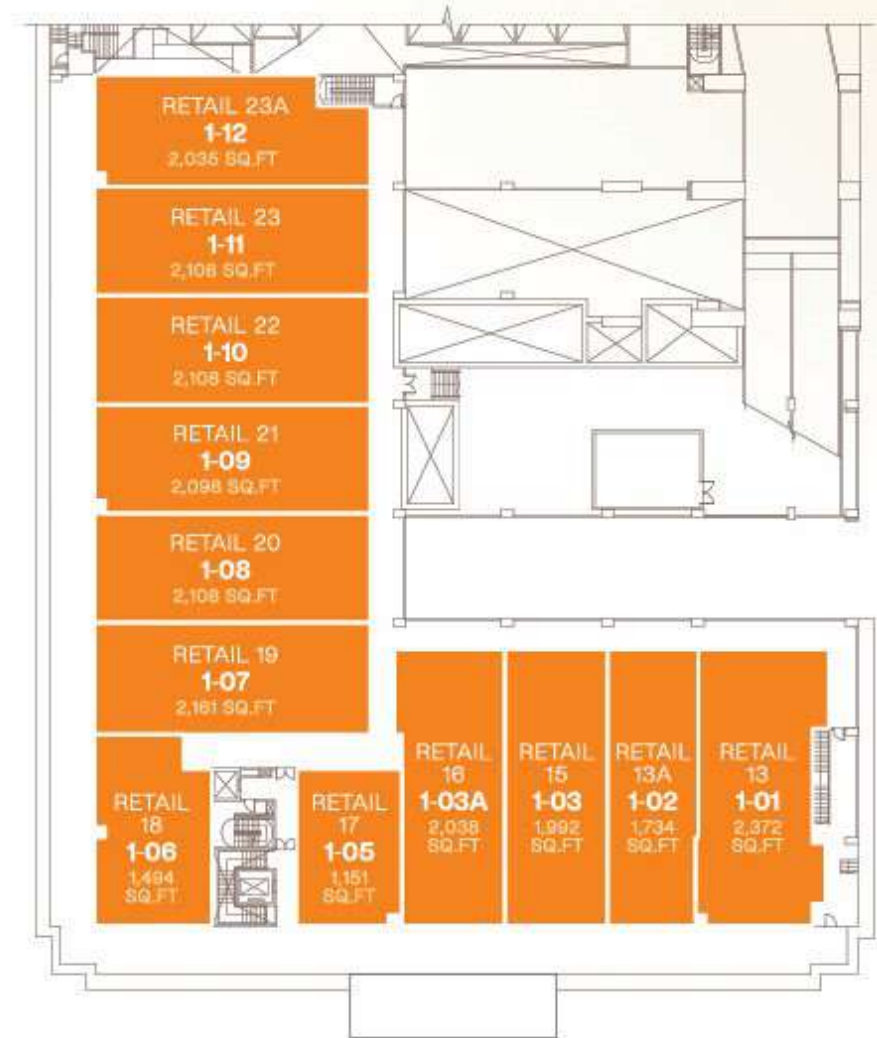 RETAIL 23A
1-12
2,035 SQ.FT
RETAIL 23
1-11
2,108 SQ.FT
RETAIL 22
1-10
2,108 SQ.FT
RETAIL 21
1-09
2,098 SQ.FT
RETAIL 20
1-08
2,108 SQ.FT
RETAIL 19
1-07
2,161 SQ.FT
RETAIL
18
1-06
1,494
SQ.FT
RETAIL
17
1-05
1,151
SQ.FT
RETAIL
16
1-03A
2,038
SQ.FT
RETAIL
15
1-03
1,992
SQ.FT
RETAIL
13A
1-02
1,734
SQ.FT
RETAIL
13
1-01
2,372
SQ.FT